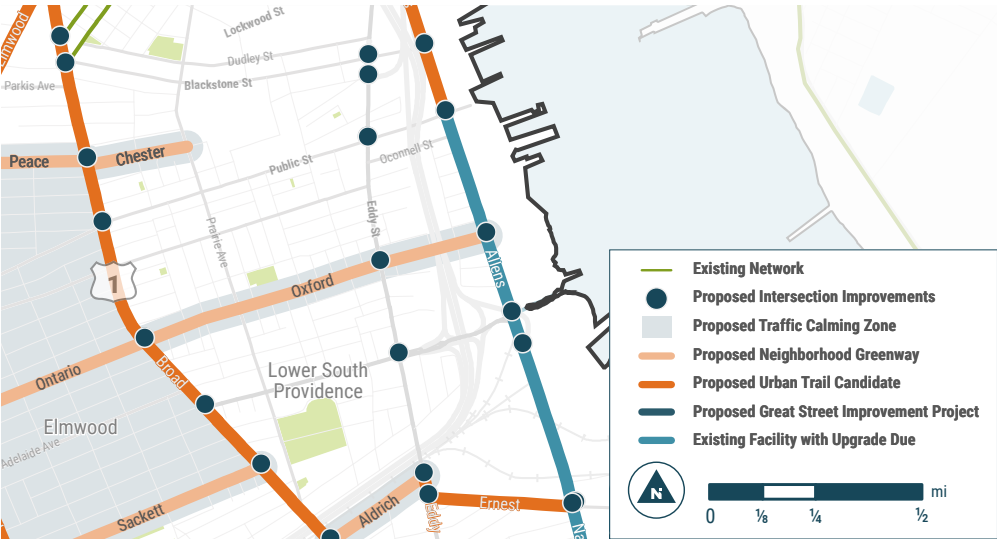 Elmwood
Lockwood St
Dudley St
Parkis Ave
Blackstone St
Peace
Chester
Public St
Oconnell St
Prairie Ave
Eddy St
1
Oxford
Allens
Ontario
Broad
Lower South
Providence
Elmwood
Adelaide Ave
Sackett
Aldrich
Eddy
Ernest
Na
Existing Network
Proposed Intersection Improvements
Proposed Traffic Calming Zone
Proposed Neighborhood Greenway
Proposed Urban Trail Candidate
Proposed Great Street Improvement Project
Existing Facility with Upgrade Due
N
mi
0 ⅛ ¼ ½